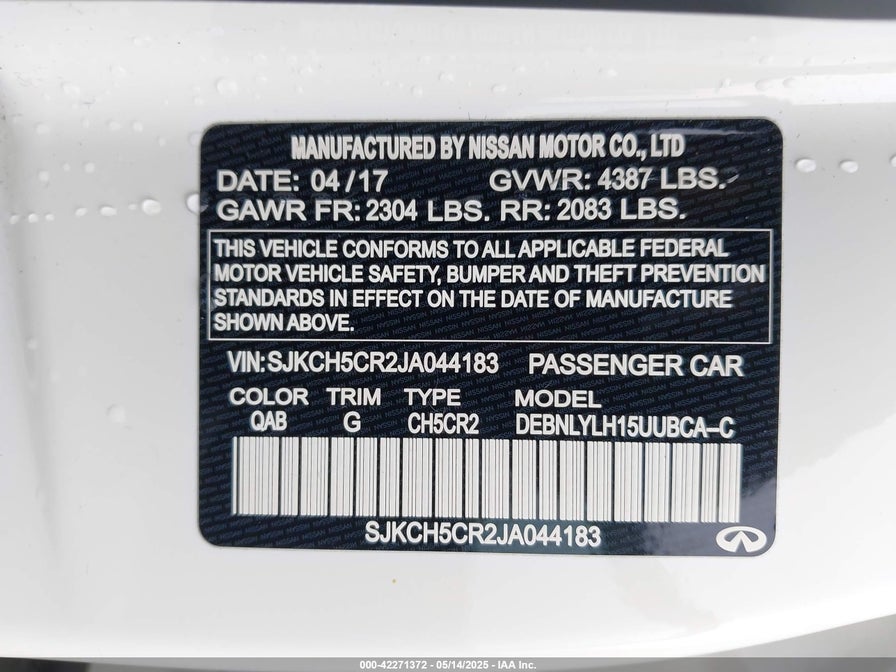 MANUFACTURED BY NISSAN MOTOR CO., LTD
DATE: 04/17 GVWR: 4387 LBS.
GAWR FR: 2304 LBS. RR: 2083 LBS.
THIS VEHICLE CONFORMS TO ALL APPLICABLE FEDERAL
MOTOR VEHICLE SAFETY, BUMPER AND THEFT PREVENTION
STANDARDS IN EFFECT ON THE DATE OF MANUFACTURE
SHOWN ABOVE.
VIN: SJKCH5CR2JA044183 PASSENGER CAR
COLOR TRIM TYPE MODEL
QAB G CH5CR2 DEBNLYLH15UUBCA-C
SJKCH5CR2JA044183
000-42271372 - 05/14/2025 - IAA Inc.